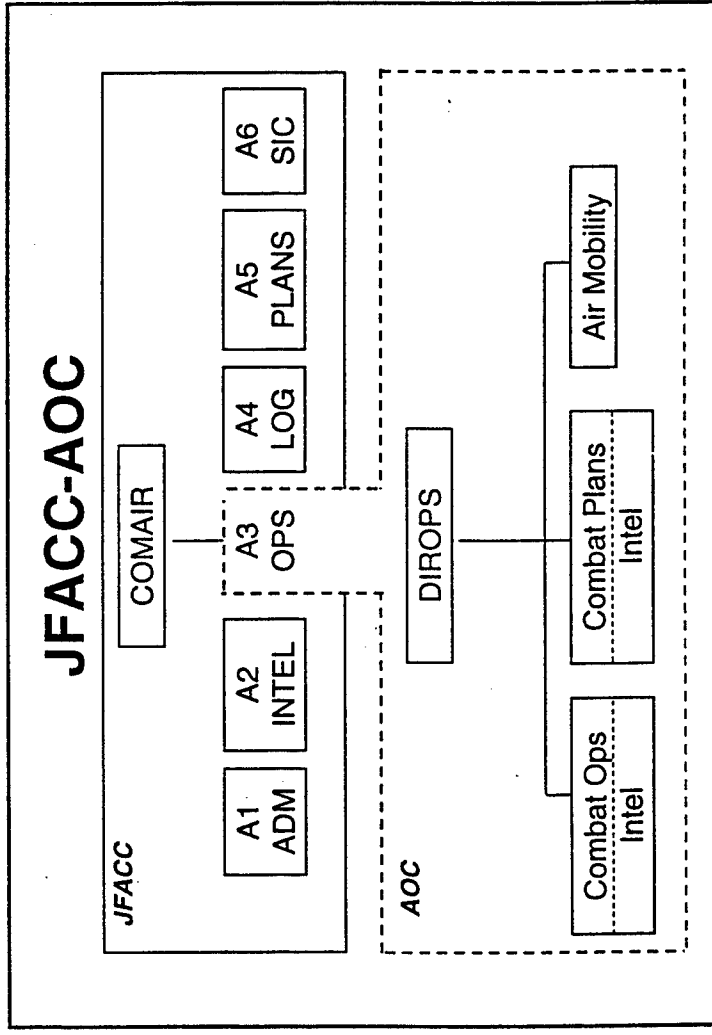 JFACC-AOC
JFACC
COMAIR
A1
ADM
A2
INTEL
A3
OPS
A4
LOG
A5
PLANS
A6
SIC
AOC
DIROPS
Combat Ops
Intel
Combat Plans
Intel
Air Mobility